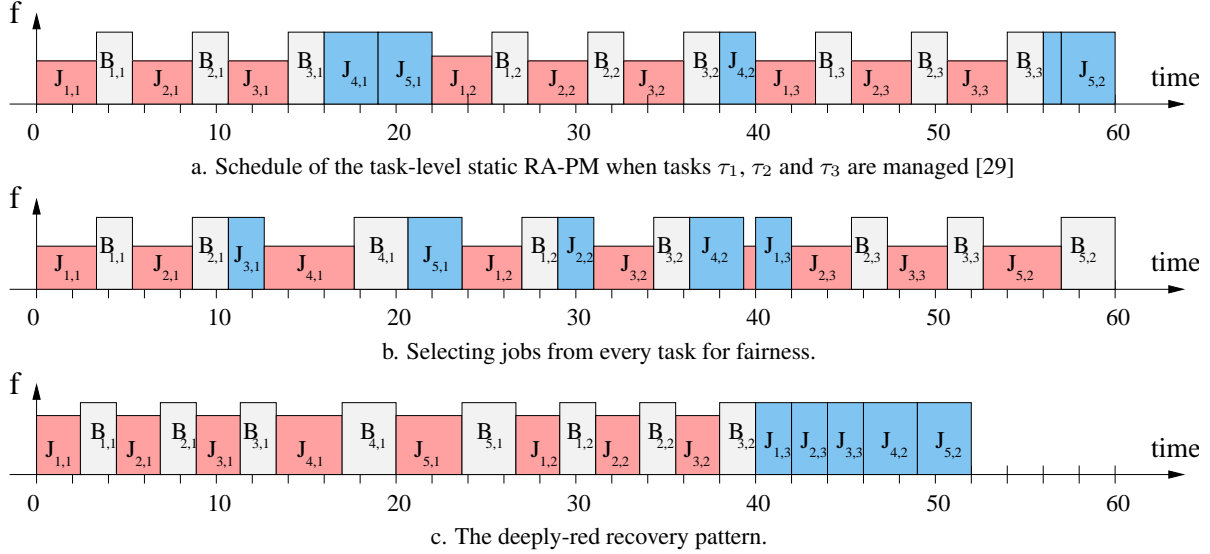 f
J1,1 B1,1 J2,1 B2,1 J3,1 B3,1 J4,1 J5,1 J1,2 B1,2 J2,2 B2,2 J3,2 B3,2 J4,2 J1,3 B1,3 J2,3 B2,3 J3,3 B3,3 J5,2 time
0 10 20 30 40 50 60
a. Schedule of the task-level static RA-PM when tasks τ1, τ2 and τ3 are managed [29]
f
J1,1 B1,1 J2,1 B2,1 J3,1 J4,1 B4,1 J5,1 J1,2 B1,2 J2,2 J3,2 B3,2 J4,2 J1,3 J2,3 B2,3 J3,3 B3,3 J5,2 B5,2 time
0 10 20 30 40 50 60
b. Selecting jobs from every task for fairness.
f
J1,1 B1,1 J2,1 B2,1 J3,1 B3,1 J4,1 B4,1 J5,1 B5,1 J1,2 B1,2 J2,2 B2,2 J3,2 B3,2 J1,3 J2,3 J3,3 J4,2 J5,2 time
0 10 20 30 40 50 60
c. The deeply-red recovery pattern.